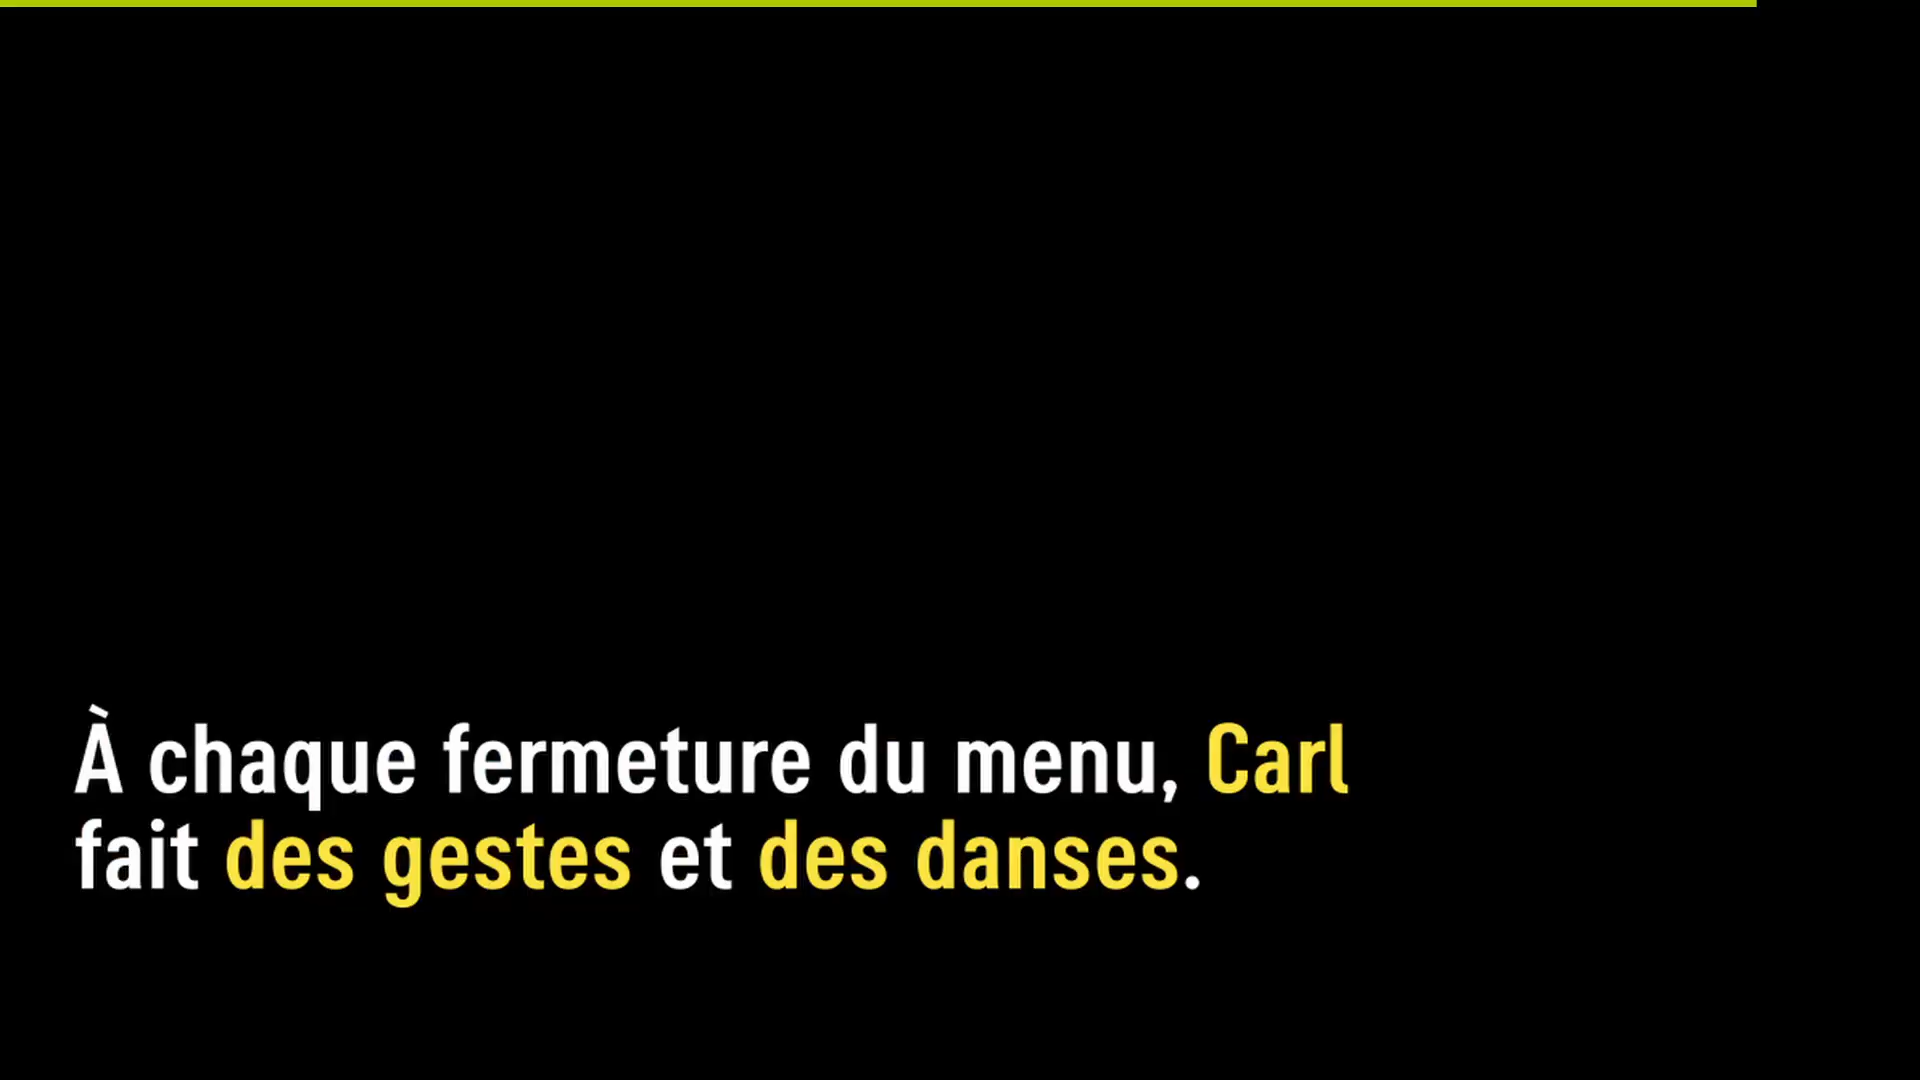 À chaque fermeture du menu, Carl
fait des gestes et des danses.